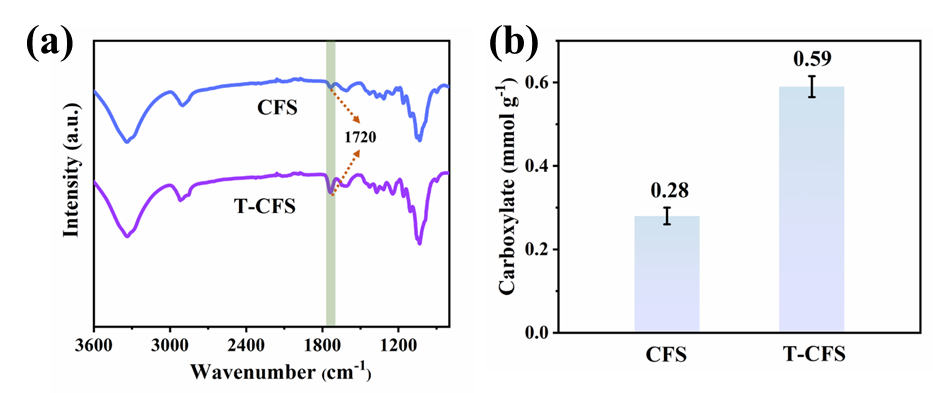 (a)
CFS
1720
T-CFS
Intensity (a.u.)
3600 3000 2400 1800 1200
Wavenumber (cm⁻¹)
(b)
0.59
0.28
Carboxylate (mmol g⁻¹)
0.6
0.4
0.2
0.0
CFS T-CFS